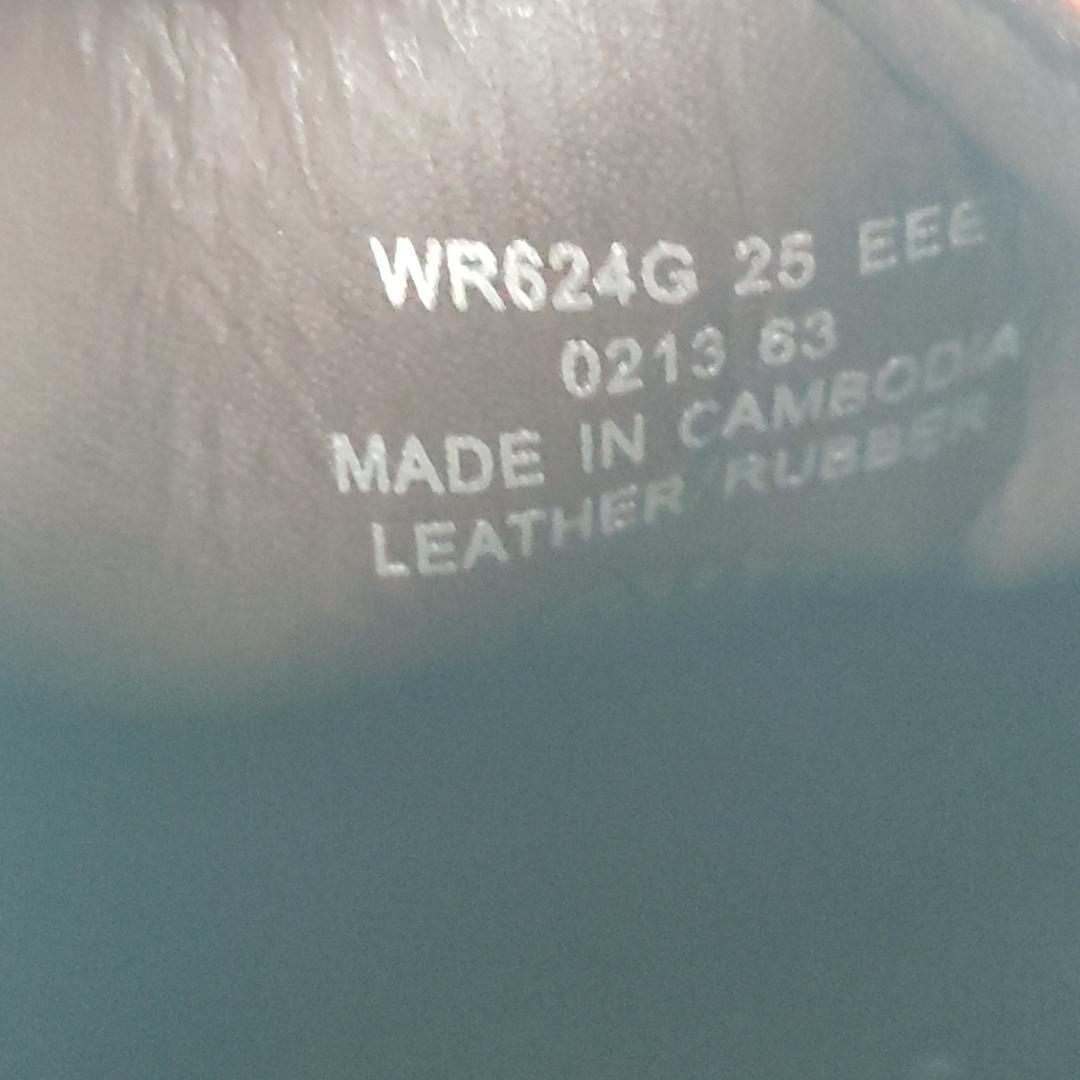 WR624G 25 EEE
0213 63
MADE IN CAMBODIA
LEATHER/RUBBER